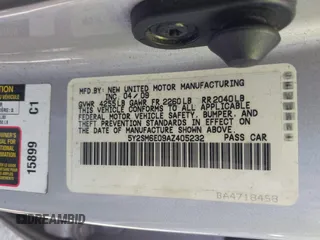 MFD. BY: NEW UNITED MOTOR MANUFACTURING
INC. 04/09
GVWR 4255LB GAWR FR 2260LB RR 2040LB
THIS VEHICLE CONFORMS TO ALL APPLICABLE
FEDERAL MOTOR VEHICLE SAFETY,
BUMPER, AND THEFT PREVENTION
STANDARDS IN EFFECT ON THE DATE OF
MANUFACTURE SHOWN ABOVE.
5Y2SM6E09AZ405232 PASS CAR
C1
15899
DA4718458
AUTOBIDMD